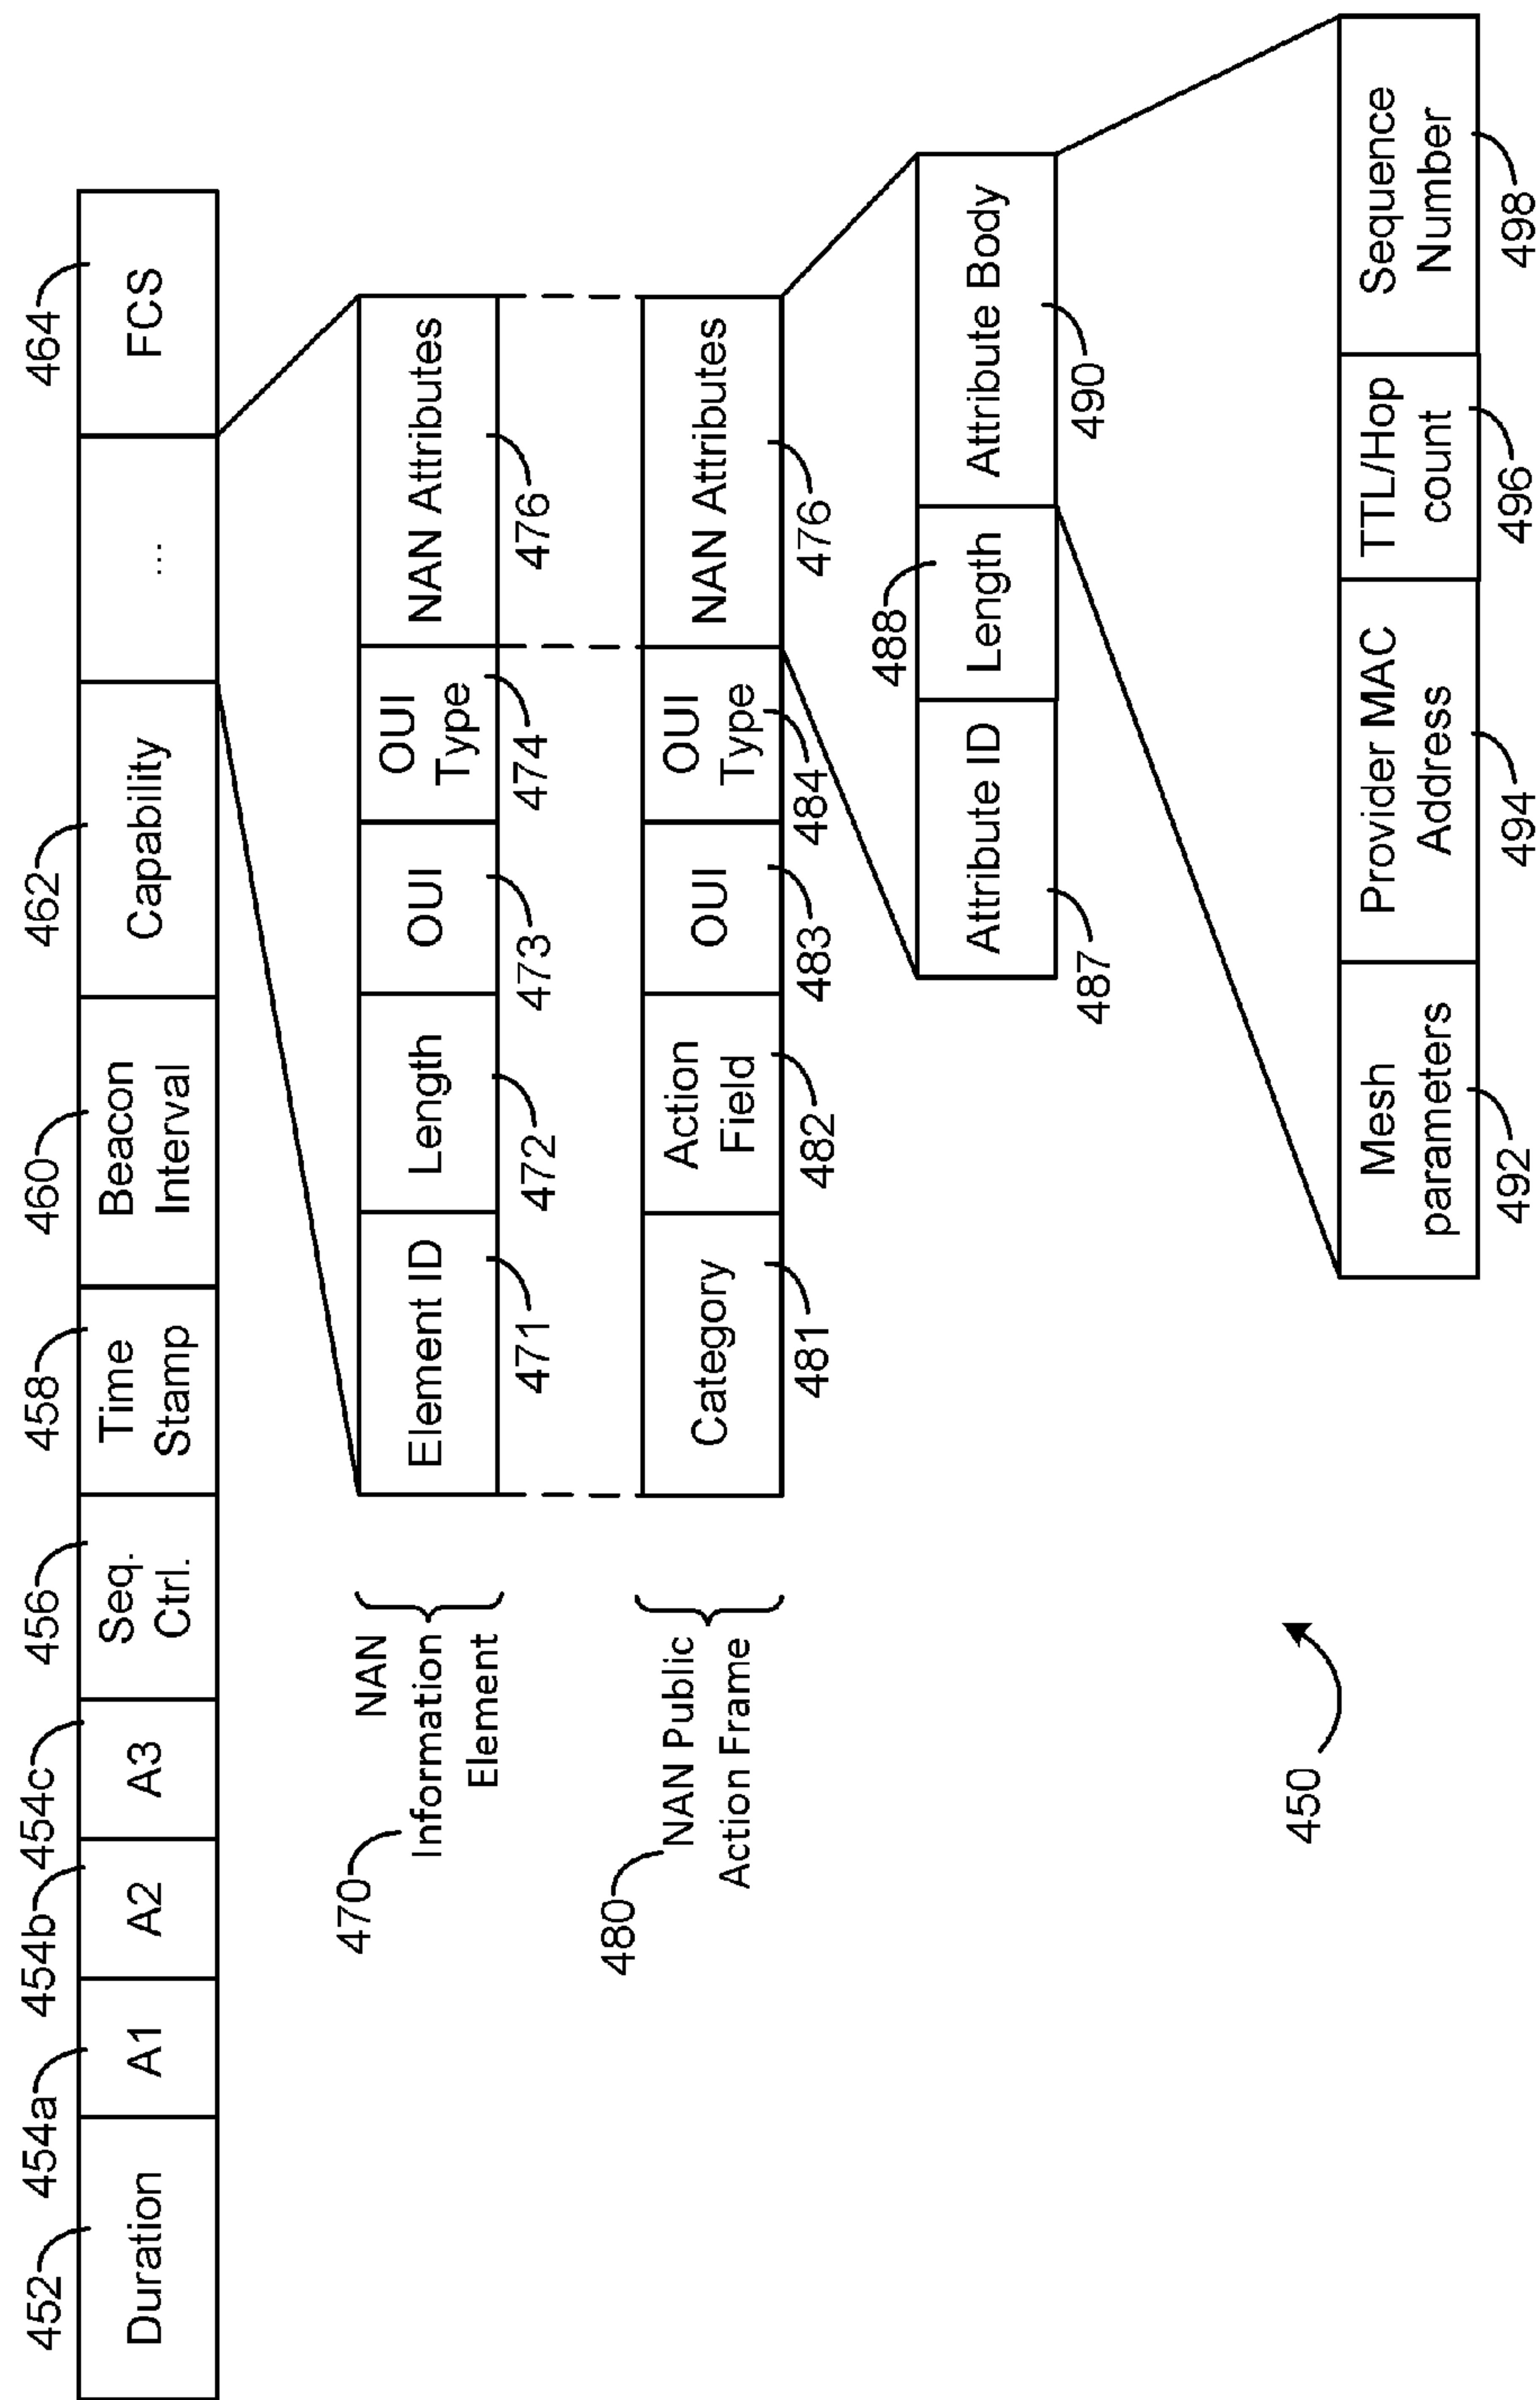 452
454a
454b
454c
456
458
460
462
464
Duration
A1
A2
A3
Seq.
Ctrl.
Time
Stamp
Beacon
Interval
Capability
...
FCS
470
NAN
Information
Element
Element ID
Length
OUI
OUI
Type
NAN Attributes
471
472
473
474
476
480
NAN Public
Action Frame
Category
Action
Field
OUI
OUI
Type
NAN Attributes
481
482
483
484
476
488
Attribute ID
Length
Attribute Body
487
490
450
Mesh
parameters
Provider MAC
Address
TTL/Hop
count
Sequence
Number
492
494
496
498